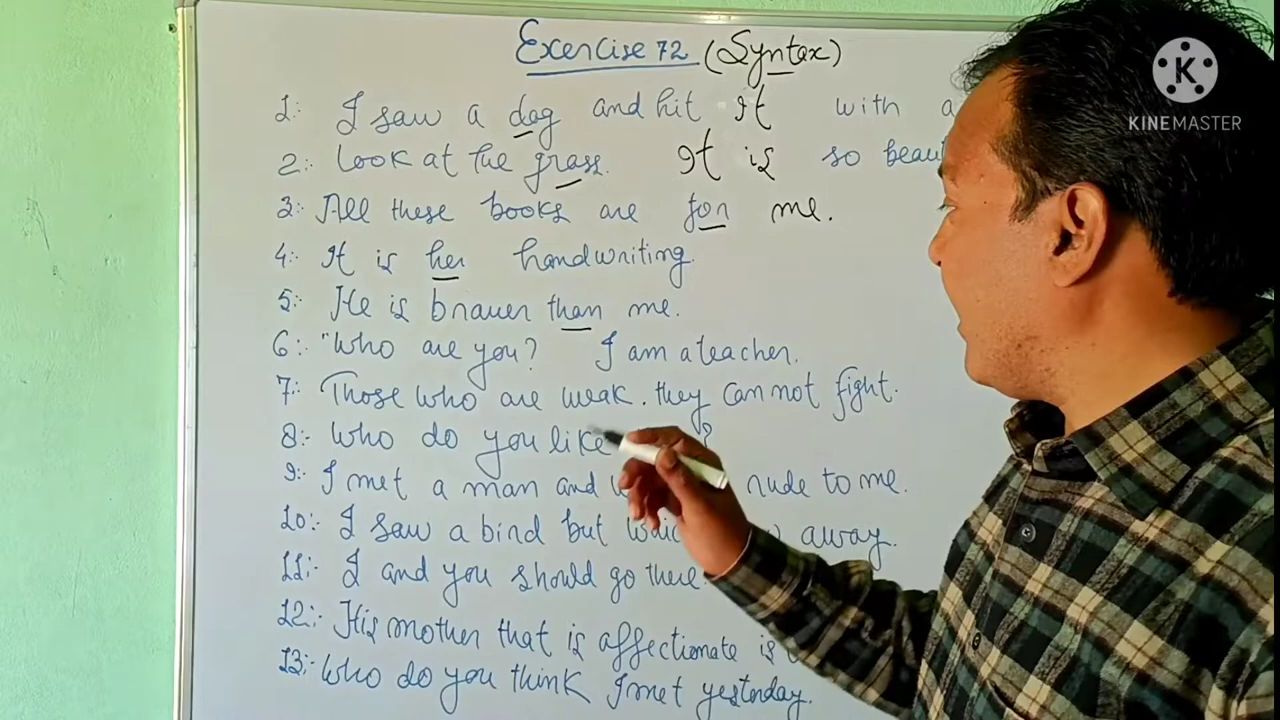 Exercise 72 (Syntax)
1:- I saw a dog and hit it with a
2:- Look at the grass. It is so
3:- All these books are for me.
4:- It is her handwriting.
5:- He is braver than me.
6:- "Who are you? I am a teacher.
7:- Those who are weak. they can not fight.
8:- Who do you like ?
9:- I met a man and rude to me.
10:- I saw a bird but away.
11:- I and you should go there.
12:- His mother that is affectionate is
13:- Who do you think I met yesterday.
K
KINEMASTER